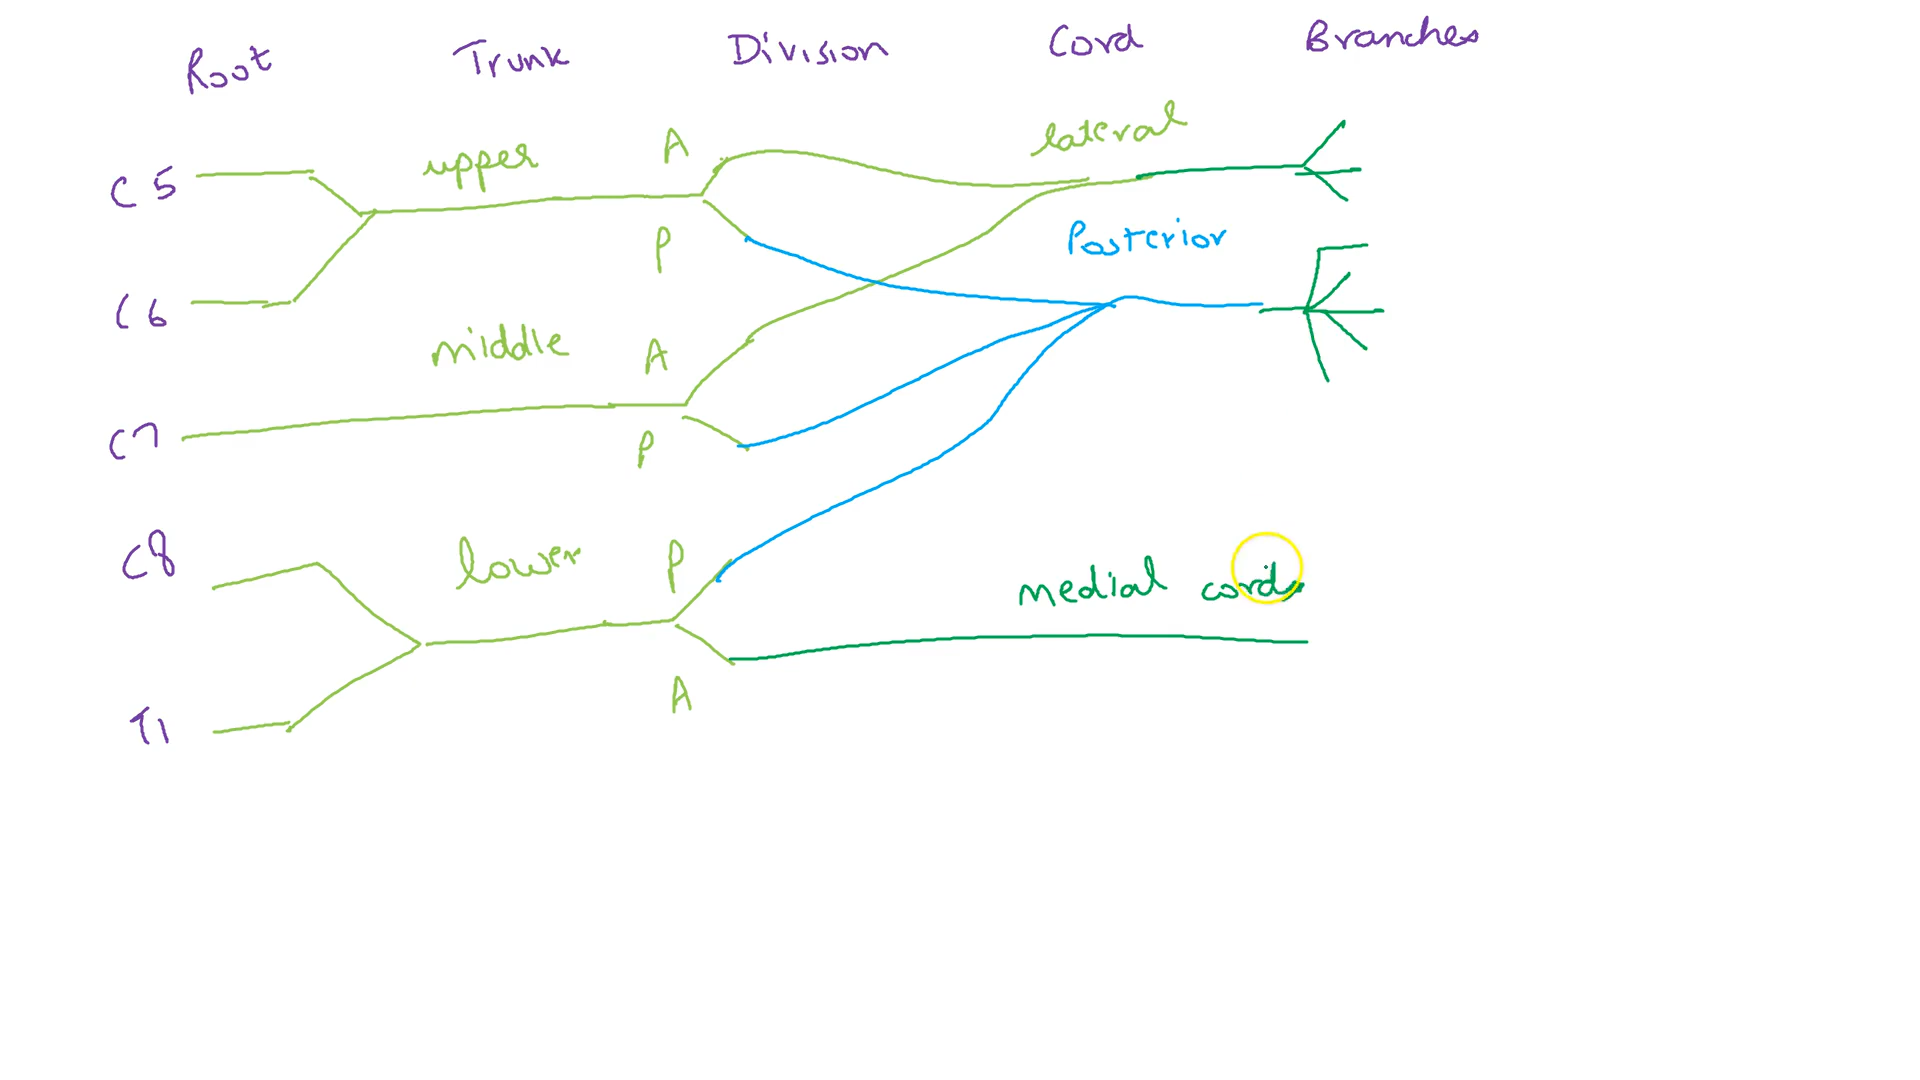 Root Trunk Division Cord Branches
C5 upper A lateral
P Posterior
C6
middle A
C7 P
C8 lower P medial cords
A
T1